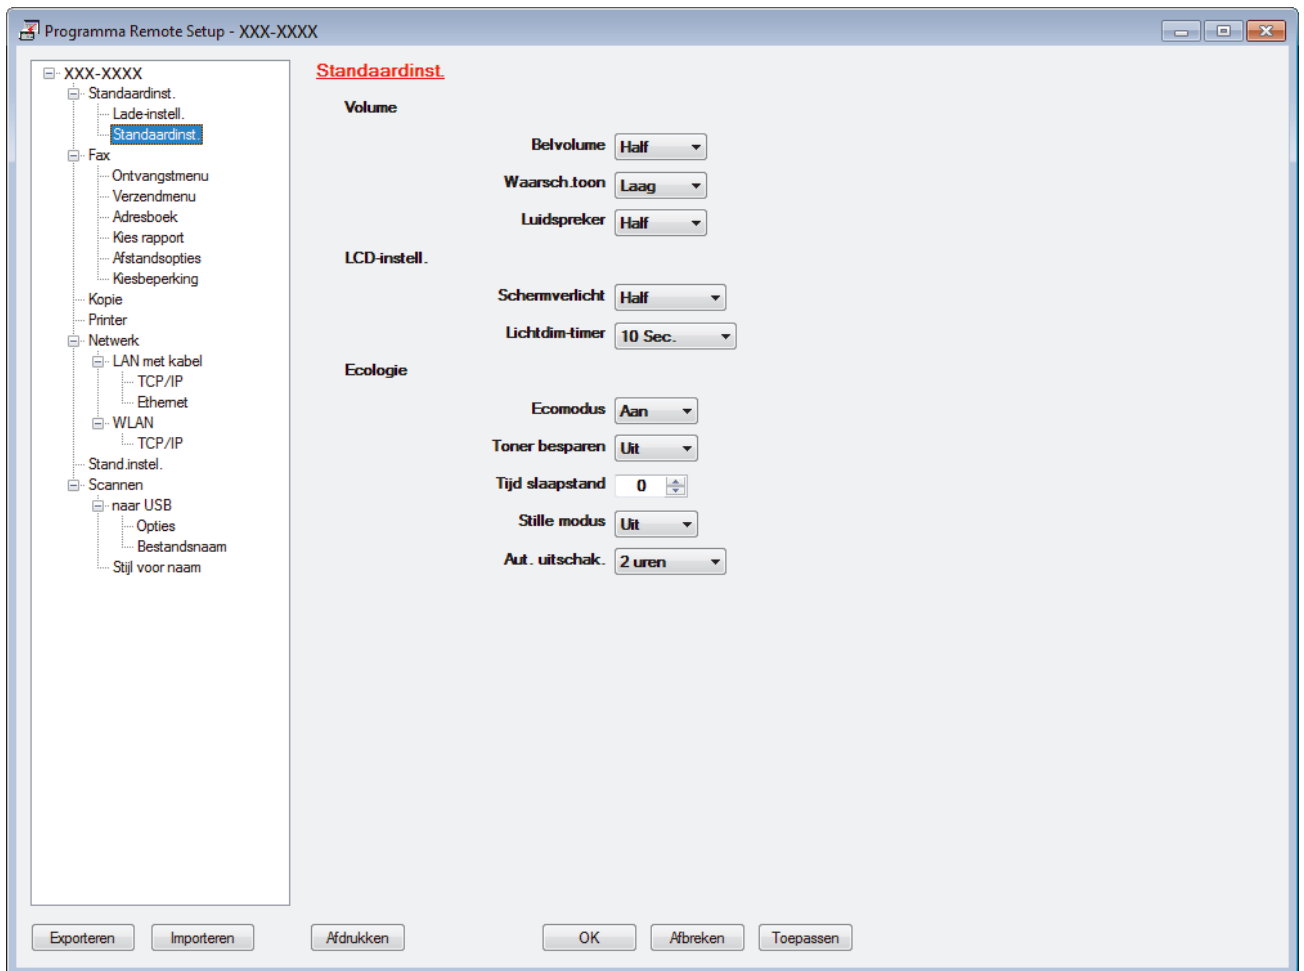 Programma Remote Setup - XXX-XXXX
XXX-XXXX
Standaardinst.
Lade-instell.
Standaardinst.
Fax
Ontvangstmenu
Verzendmenu
Adresboek
Kies rapport
Afstandsopties
Kiesbeperking
Kopie
Printer
Netwerk
LAN met kabel
TCP/IP
Ethernet
WLAN
TCP/IP
Stand.instel.
Scannen
naar USB
Opties
Bestandsnaam
Stijl voor naam
Standaardinst.
Volume
Belvolume Half
Waarsch.toon Laag
Luidspreker Half
LCD-instell.
Schermverlicht Half
Lichtdim-timer 10 Sec.
Ecologie
Ecomodus Aan
Toner besparen Uit
Tijd slaapstand 0
Stille modus Uit
Aut. uitschak. 2 uren
Exporteren Importeren Afdrukken OK Afbreken Toepassen